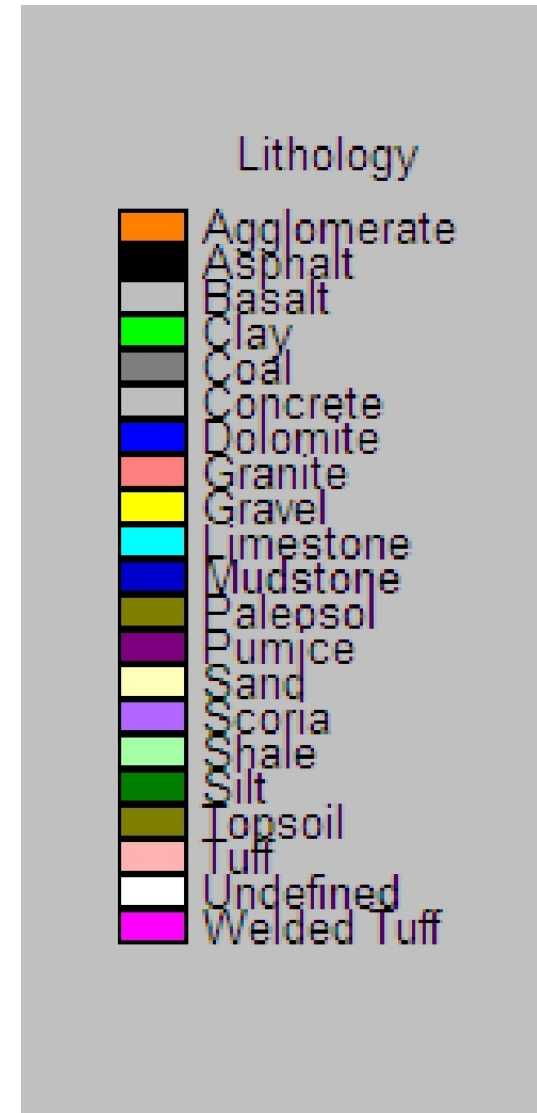 Lithology
Agglomerate
Asphalt
Basalt
Clay
Coal
Concrete
Dolomite
Granite
Gravel
Limestone
Mudstone
Paleosol
Pumice
Sand
Scoria
Shale
Silt
Topsoil
Tuff
Undefined
Welded Tuff